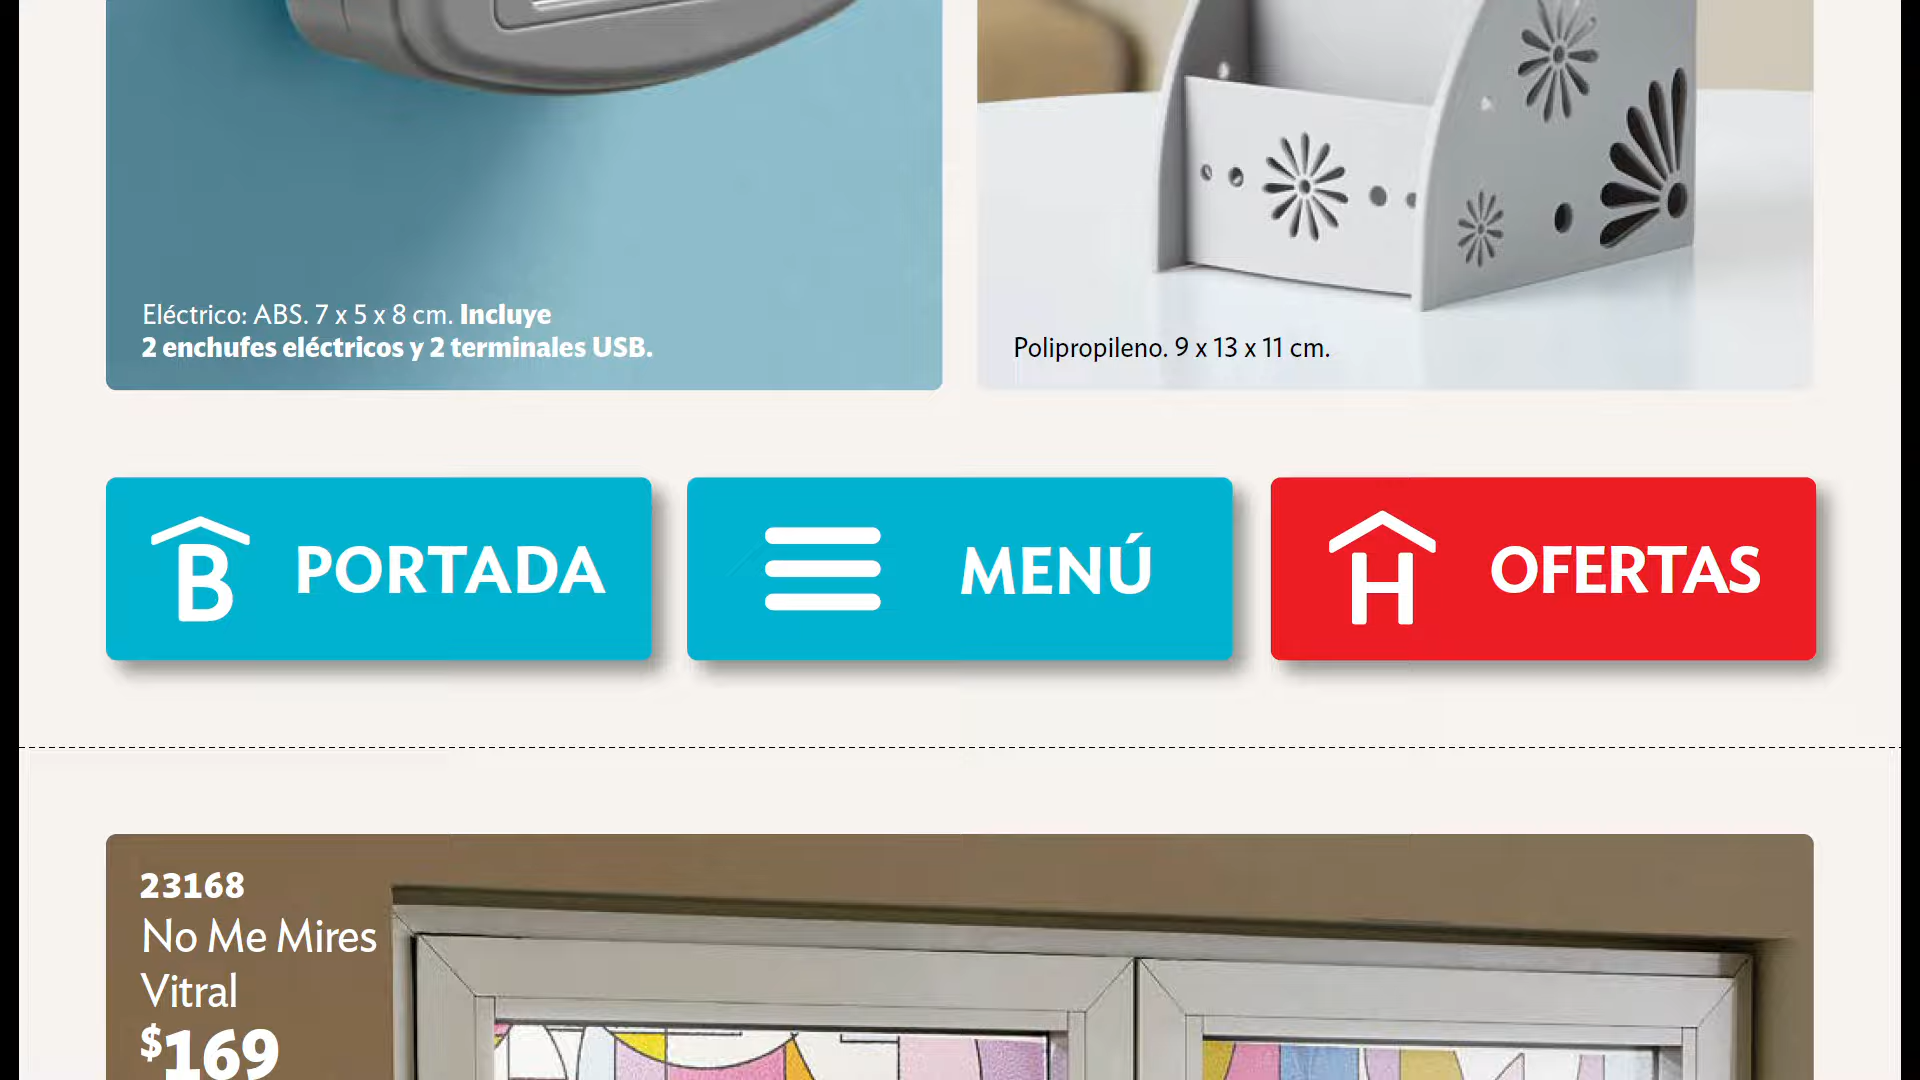 Eléctrico: ABS. 7 x 5 x 8 cm. Incluye
2 enchufes eléctricos y 2 terminales USB.
Polipropileno. 9 x 13 x 11 cm.
B PORTADA
MENÚ
H OFERTAS
23168
No Me Mires
Vitral
$169